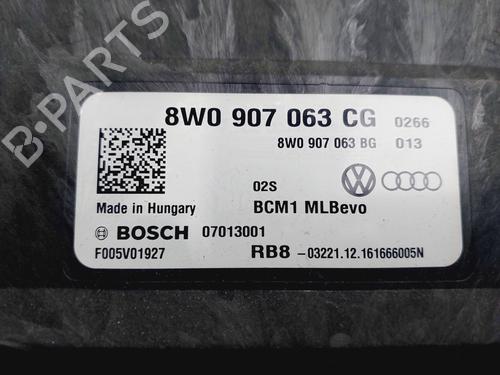 8W0 907 063 CG 0266
8W0 907 063 BG 013
02S
Made in Hungary BCM1 MLBevo
BOSCH 07013001
F005V01927 RB8 -03221.12.161666005N
B-PARTS